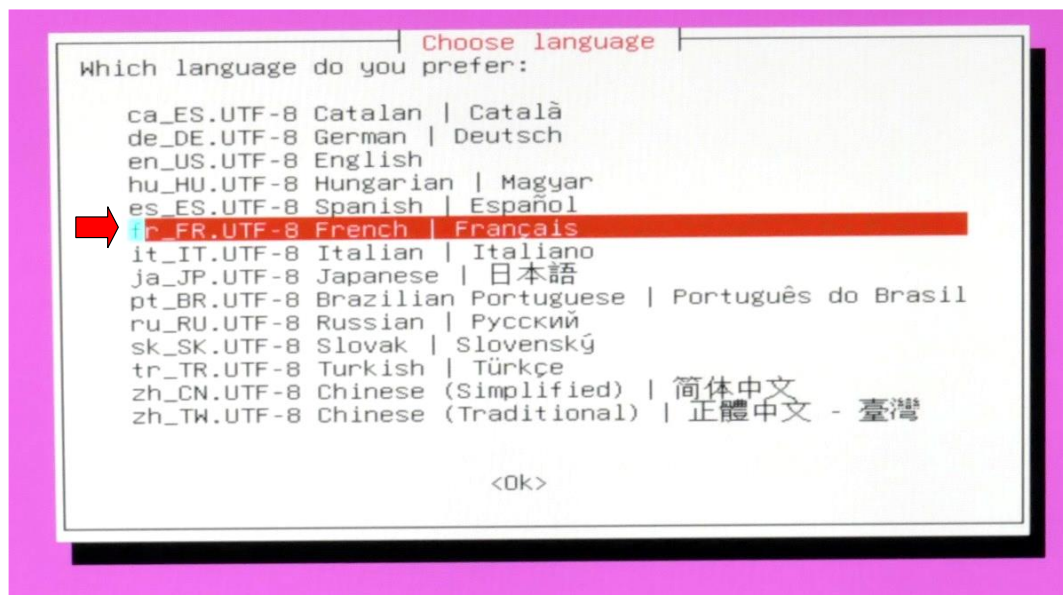 Choose language
Which language do you prefer:
ca_ES.UTF-8 Catalan | Català
de_DE.UTF-8 German | Deutsch
en_US.UTF-8 English
hu_HU.UTF-8 Hungarian | Magyar
es_ES.UTF-8 Spanish | Español
fr_FR.UTF-8 French | Français
it_IT.UTF-8 Italian | Italiano
ja_JP.UTF-8 Japanese | 日本語
pt_BR.UTF-8 Brazilian Portuguese | Português do Brasil
ru_RU.UTF-8 Russian | Русский
sk_SK.UTF-8 Slovak | Slovenský
tr_TR.UTF-8 Turkish | Türkçe
zh_CN.UTF-8 Chinese (Simplified) | 简体中文
zh_TW.UTF-8 Chinese (Traditional) | 正體中文 - 臺灣
<Ok>